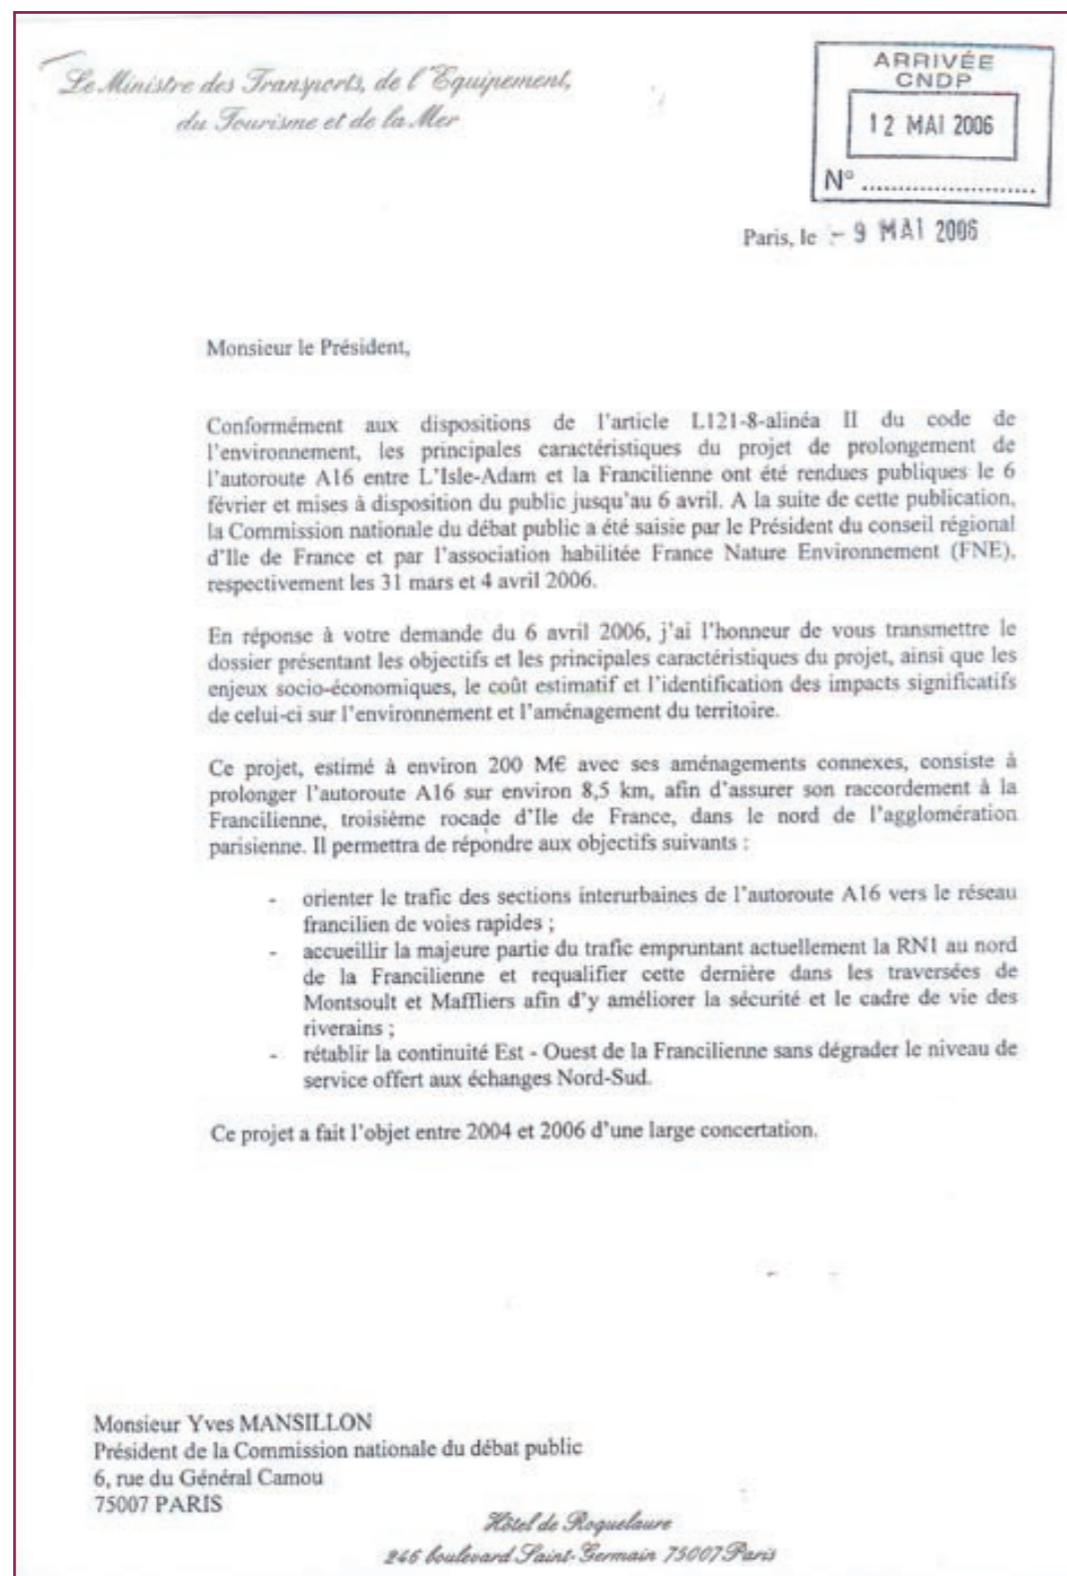 Le Ministre des Transports, de l'Equipement,
du Tourisme et de la Mer
ARRIVÉE
CNDP
12 MAI 2006
N° ........................
Paris, le - 9 MAI 2006
Monsieur le Président,
Conformément aux dispositions de l'article L121-8-alinéa II du code de
l'environnement, les principales caractéristiques du projet de prolongement de
l'autoroute A16 entre L'Isle-Adam et la Francilienne ont été rendues publiques le 6
février et mises à disposition du public jusqu'au 6 avril. A la suite de cette publication,
la Commission nationale du débat public a été saisie par le Président du conseil régional
d'Ile de France et par l'association habilitée France Nature Environnement (FNE),
respectivement les 31 mars et 4 avril 2006.
En réponse à votre demande du 6 avril 2006, j'ai l'honneur de vous transmettre le
dossier présentant les objectifs et les principales caractéristiques du projet, ainsi que les
enjeux socio-économiques, le coût estimatif et l'identification des impacts significatifs
de celui-ci sur l'environnement et l'aménagement du territoire.
Ce projet, estimé à environ 200 M€ avec ses aménagements connexes, consiste à
prolonger l'autoroute A16 sur environ 8,5 km, afin d'assurer son raccordement à la
Francilienne, troisième rocade d'Ile de France, dans le nord de l'agglomération
parisienne. Il permettra de répondre aux objectifs suivants :
- orienter le trafic des sections interurbaines de l'autoroute A16 vers le réseau
francilien de voies rapides ;
- accueillir la majeure partie du trafic empruntant actuellement la RN1 au nord
de la Francilienne et requalifier cette dernière dans les traversées de
Montsoult et Maffliers afin d'y améliorer la sécurité et le cadre de vie des
riverains ;
- rétablir la continuité Est - Ouest de la Francilienne sans dégrader le niveau de
service offert aux échanges Nord-Sud.
Ce projet a fait l'objet entre 2004 et 2006 d'une large concertation.
Monsieur Yves MANSILLON
Président de la Commission nationale du débat public
6, rue du Général Camou
75007 PARIS
Hôtel de Roquelaure
246 boulevard Saint-Germain 75007 Paris